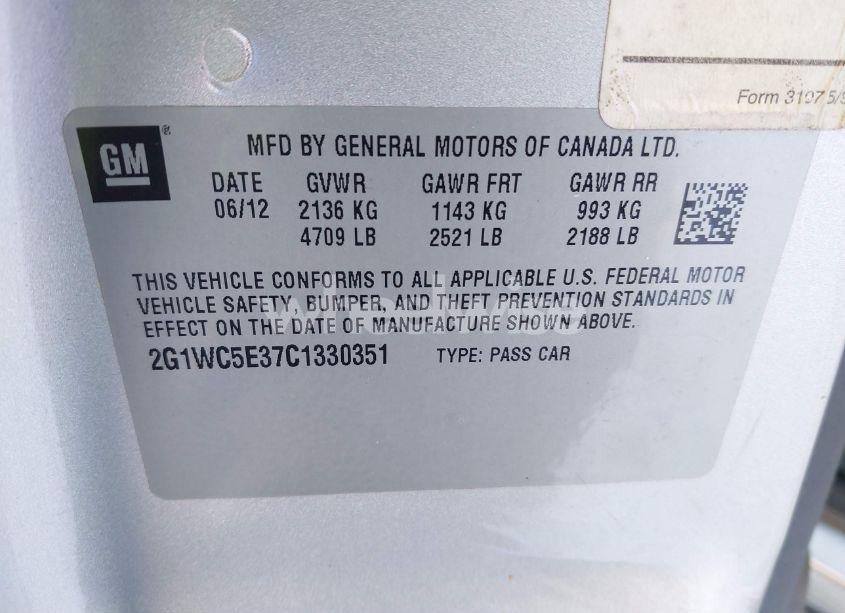 Form 3197 5/9
GM®
MFD BY GENERAL MOTORS OF CANADA LTD.
DATE GVWR GAWR FRT GAWR RR
06/12 2136 KG 1143 KG 993 KG
4709 LB 2521 LB 2188 LB
THIS VEHICLE CONFORMS TO ALL APPLICABLE U.S. FEDERAL MOTOR
VEHICLE SAFETY, BUMPER, AND THEFT PREVENTION STANDARDS IN
EFFECT ON THE DATE OF MANUFACTURE SHOWN ABOVE.
2G1WC5E37C1330351 TYPE: PASS CAR